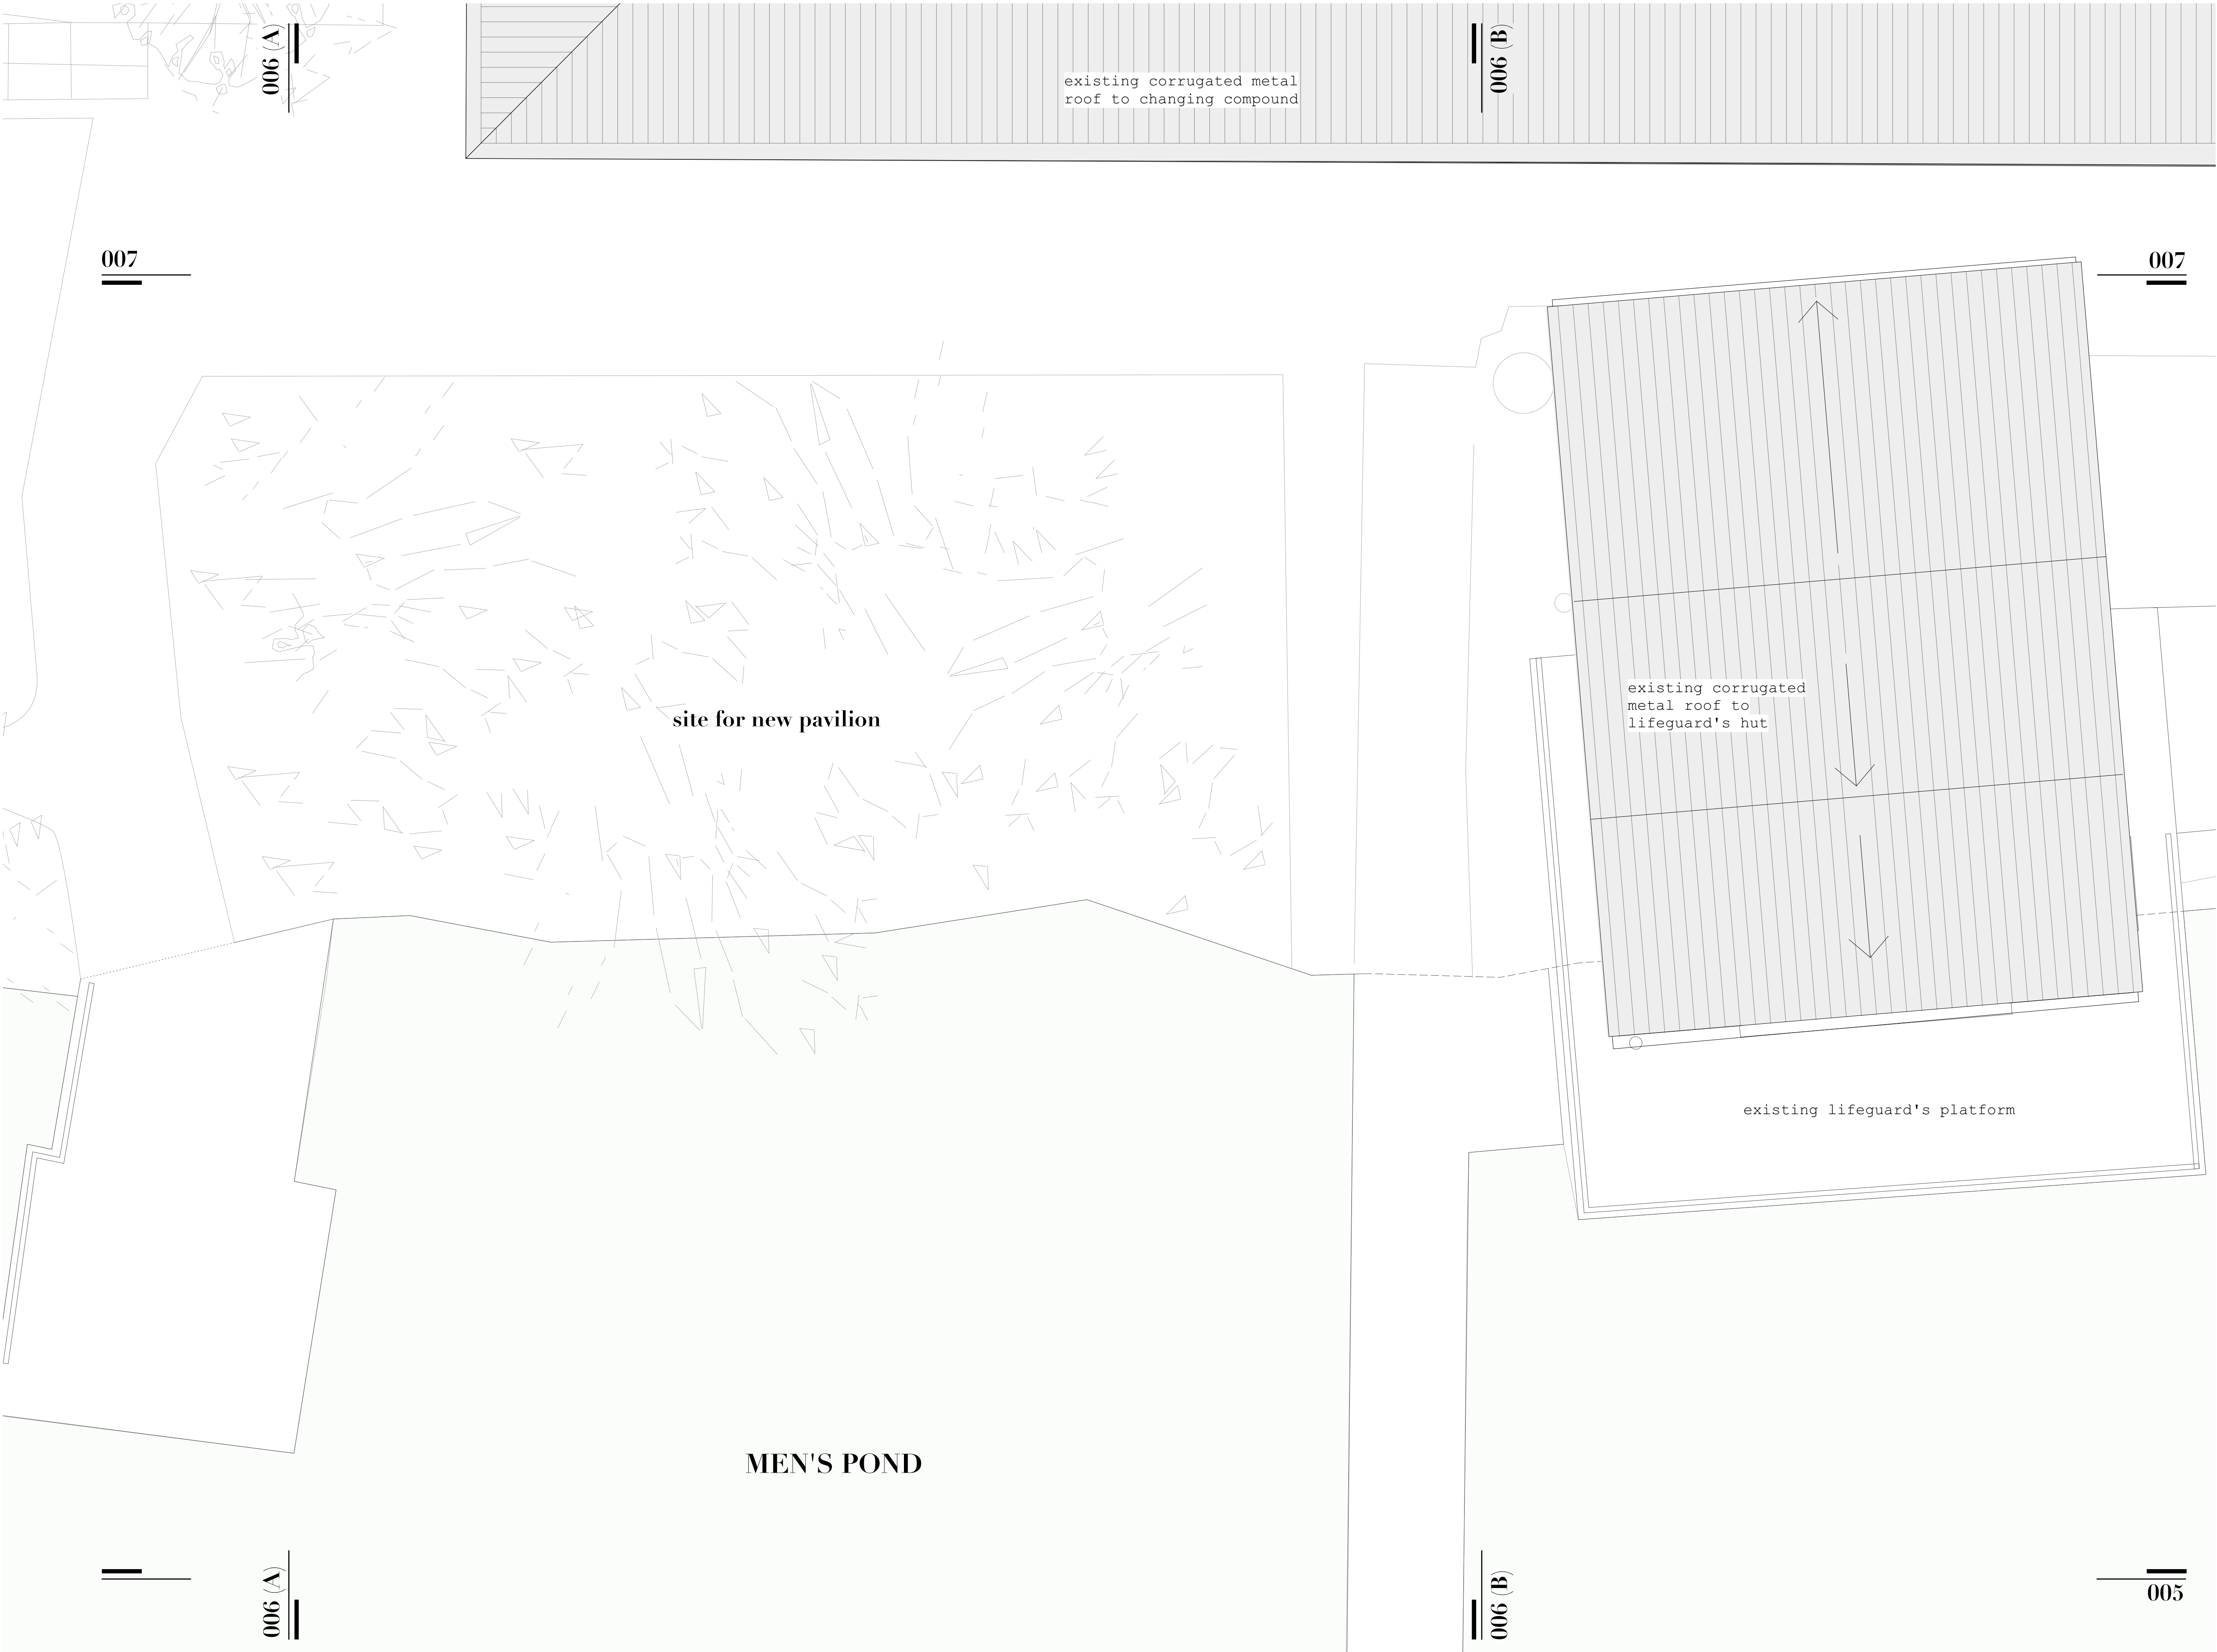 006 (A)
006 (B)
existing corrugated metal
roof to changing compound
007
007
existing corrugated
metal roof to
lifeguard's hut
site for new pavilion
existing lifeguard's platform
MEN'S POND
006 (A)
006 (B)
005